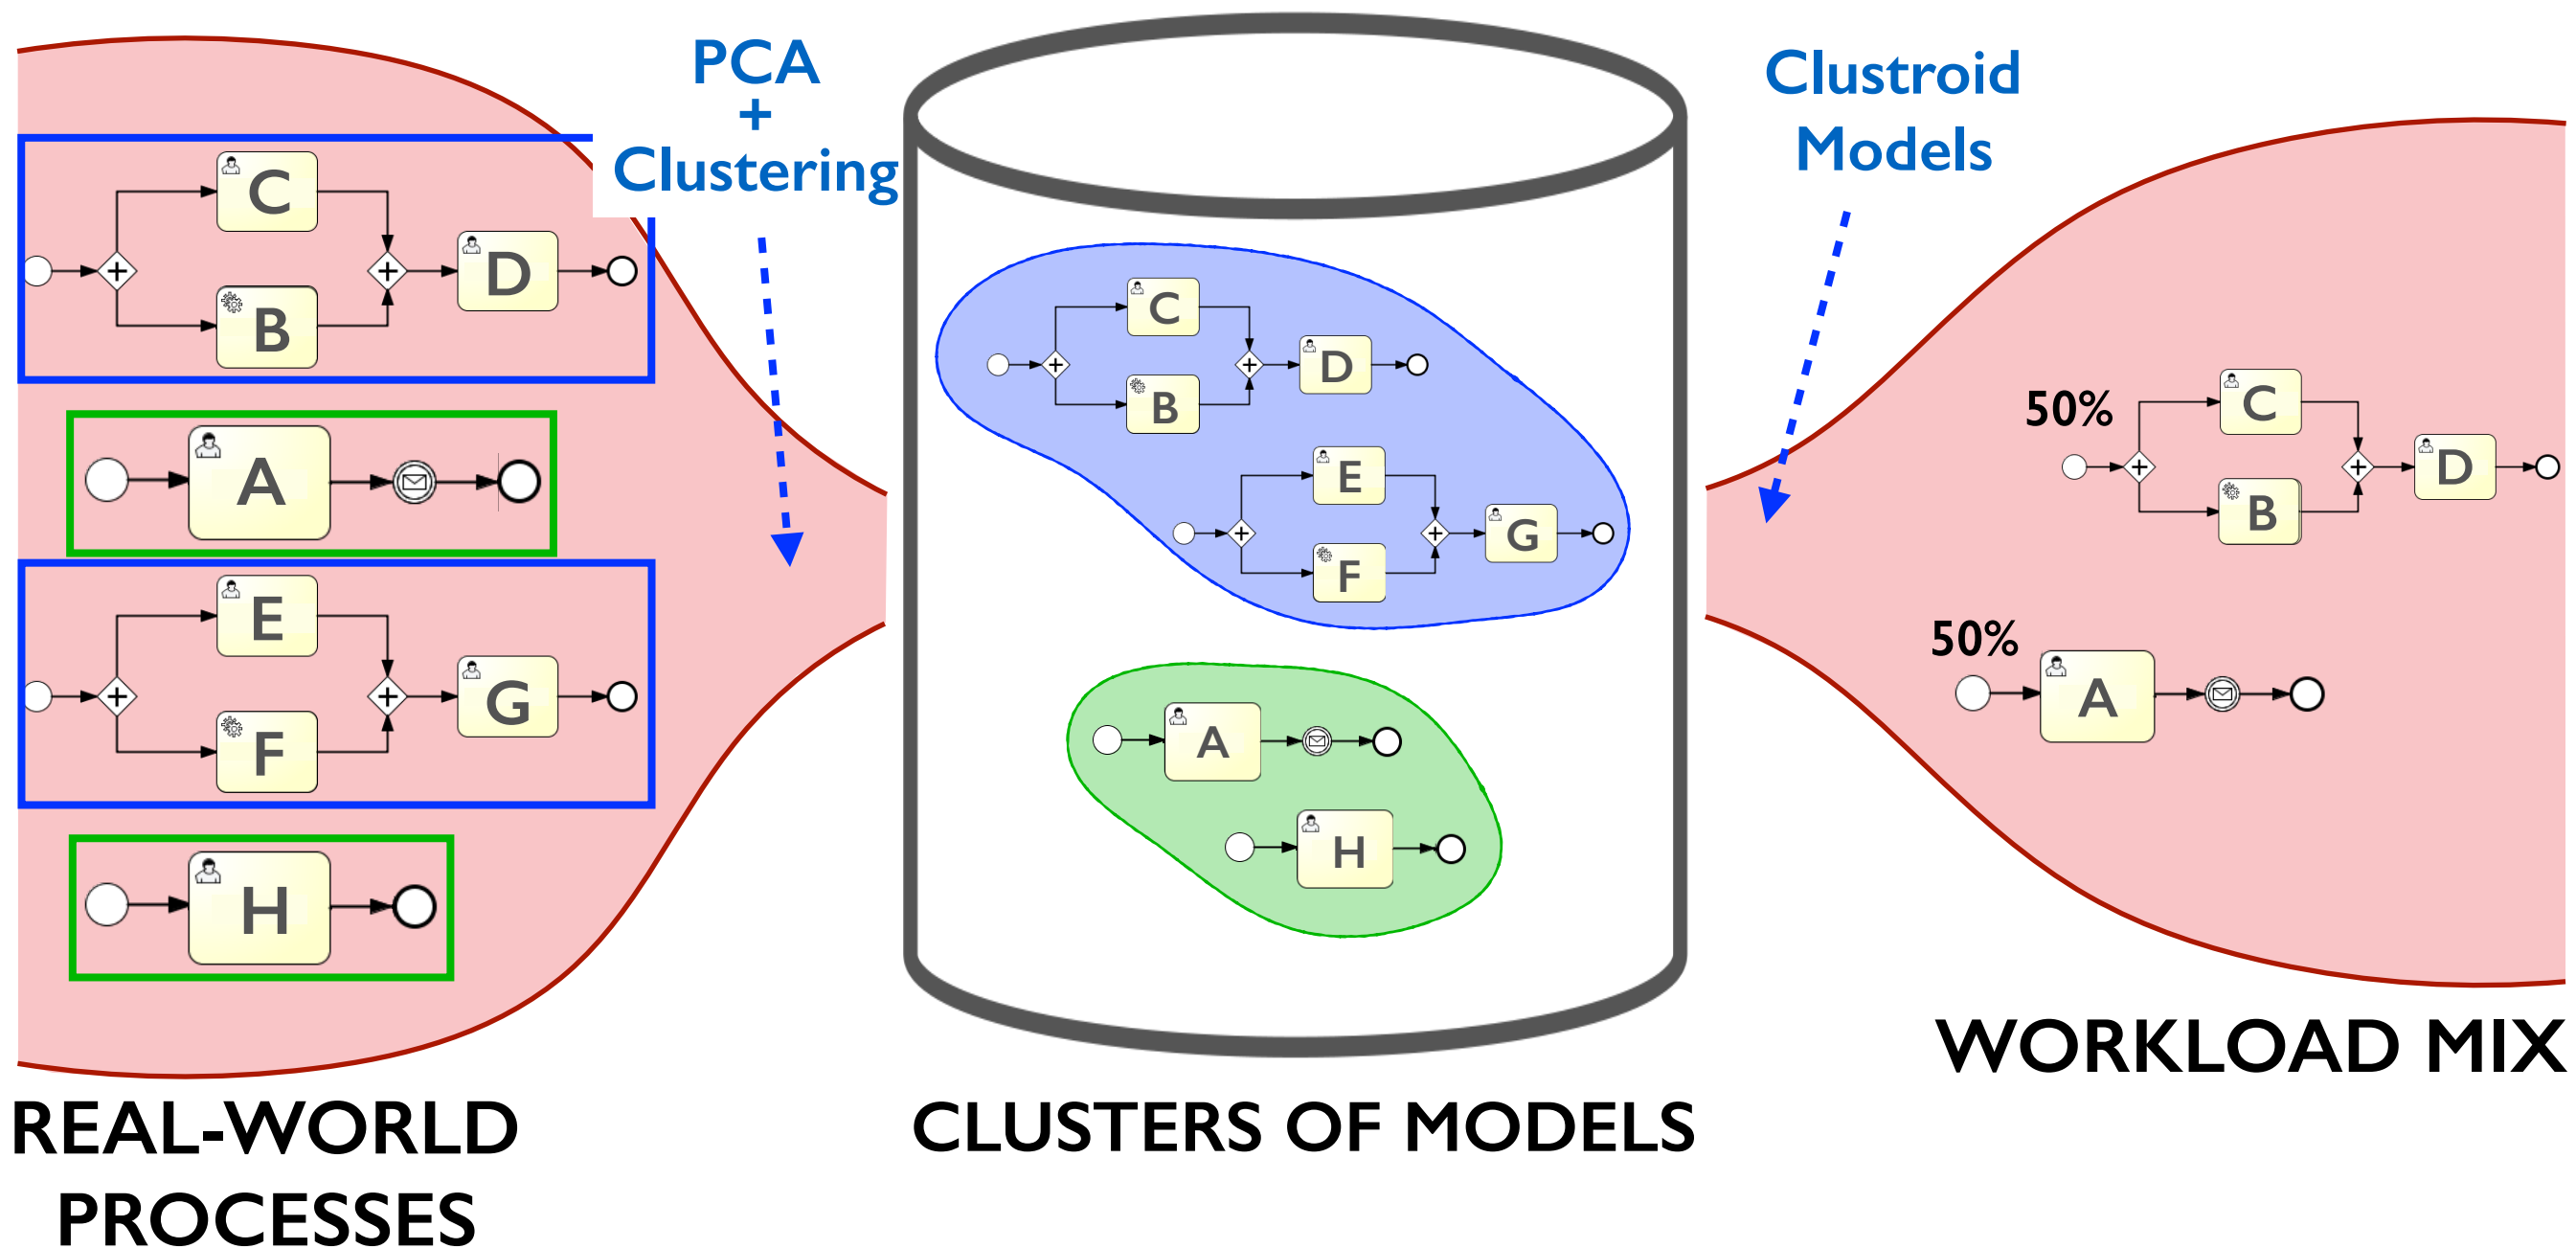 PCA
+
Clustering
C
B
D
A
E
F
G
H
REAL-WORLD
PROCESSES
C
B
D
E
F
G
A
H
CLUSTERS OF MODELS
Clustroid
Models
50%
C
B
D
50%
A
WORKLOAD MIX